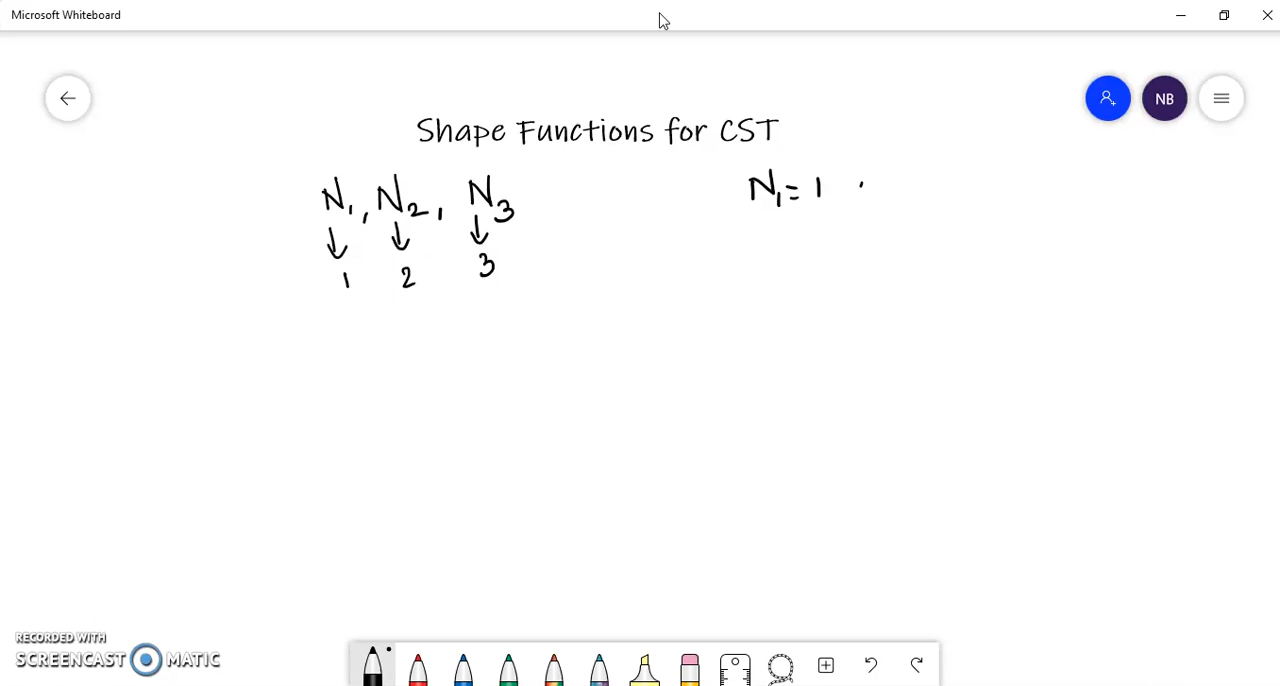 Microsoft Whiteboard
NB
Shape Functions for CST
N₁, N₂, N₃
N₁ = 1
↓ ↓ ↓
1 2 3
RECORDED WITH
SCREENCAST MATIC